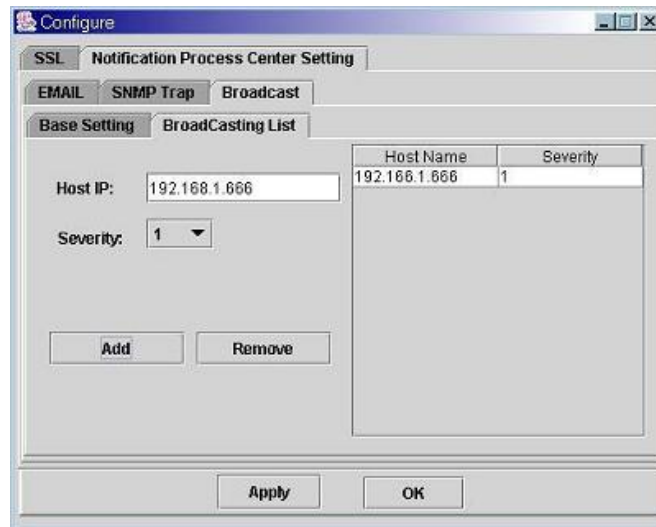 Configure
SSL Notification Process Center Setting
EMAIL SNMP Trap Broadcast
Base Setting BroadCasting List
Host Name Severity
192.166.1.666 1
Host IP: 192.168.1.666
Severity: 1
Add Remove
Apply OK